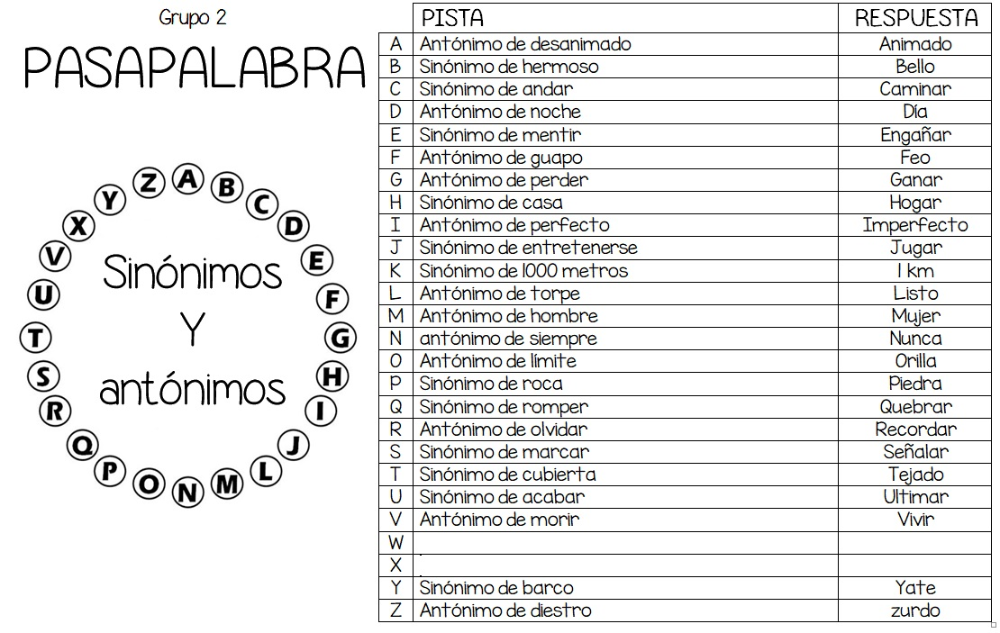 Grupo 2
PASAPALABRA
A
B
C
D
E
F
G
H
I
J
L
M
N
O
P
Q
R
S
T
U
V
X
Y
Z
Sinónimos
Y
antónimos
PISTA RESPUESTA
A Antónimo de desanimado Animado
B Sinónimo de hermoso Bello
C Sinónimo de andar Caminar
D Antónimo de noche Día
E Sinónimo de mentir Engañar
F Antónimo de guapo Feo
G Antónimo de perder Ganar
H Sinónimo de casa Hogar
I Antónimo de perfecto Imperfecto
J Sinónimo de entretenerse Jugar
K Sinónimo de 1000 metros 1 km
L Antónimo de torpe Listo
M Antónimo de hombre Mujer
N antónimo de siempre Nunca
O Antónimo de límite Orilla
P Sinónimo de roca Piedra
Q Sinónimo de romper Quebrar
R Antónimo de olvidar Recordar
S Sinónimo de marcar Señalar
T Sinónimo de cubierta Tejado
U Sinónimo de acabar Ultimar
V Antónimo de morir Vivir
W
X
Y Sinónimo de barco Yate
Z Antónimo de diestro zurdo